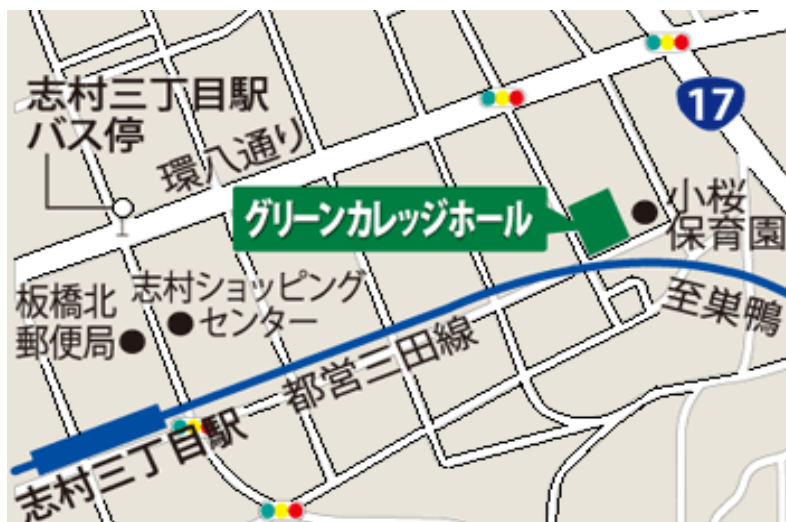 志村三丁目駅
バス停
環八通り
17
グリーンカレッジホール
小桜
保育園
板橋北
郵便局
志村ショッピング
センター
至巣鴨
都営三田線
志村三丁目駅